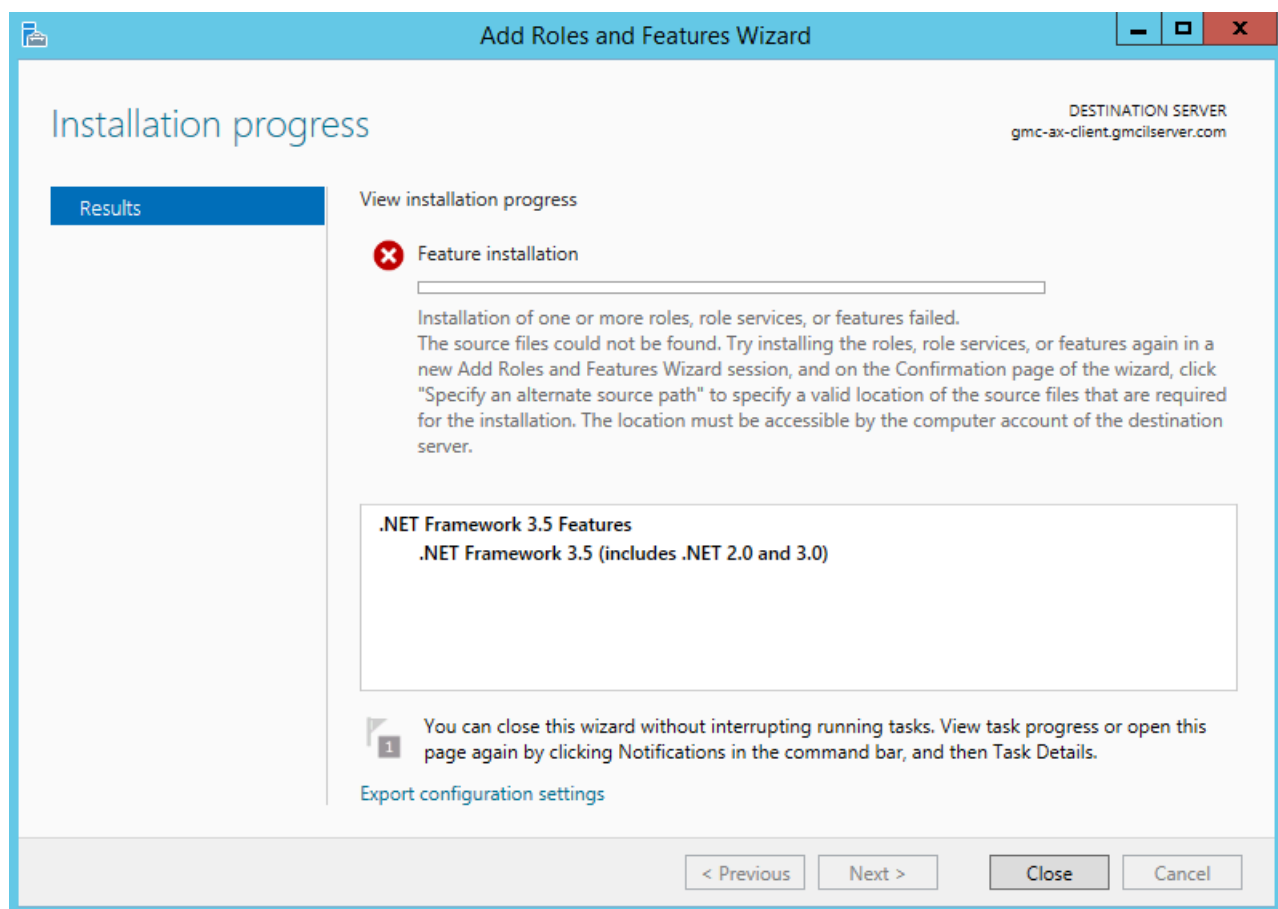 Add Roles and Features Wizard
Installation progress
DESTINATION SERVER
gmc-ax-client.gmcilserver.com
Results
View installation progress
Feature installation
Installation of one or more roles, role services, or features failed.
The source files could not be found. Try installing the roles, role services, or features again in a
new Add Roles and Features Wizard session, and on the Confirmation page of the wizard, click
"Specify an alternate source path" to specify a valid location of the source files that are required
for the installation. The location must be accessible by the computer account of the destination
server.
.NET Framework 3.5 Features
.NET Framework 3.5 (includes .NET 2.0 and 3.0)
1
You can close this wizard without interrupting running tasks. View task progress or open this
page again by clicking Notifications in the command bar, and then Task Details.
Export configuration settings
< Previous
Next >
Close
Cancel